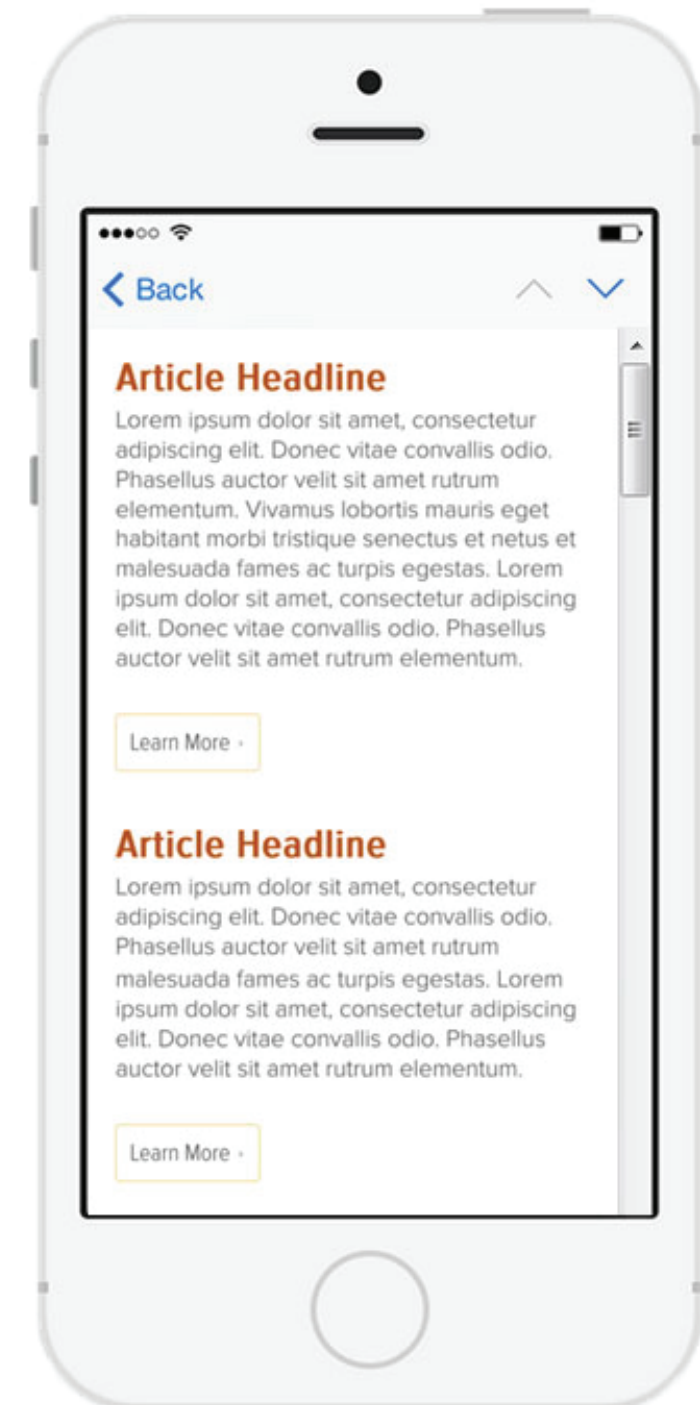 Back
Article Headline
Lorem ipsum dolor sit amet, consectetur
adipiscing elit. Donec vitae convallis odio.
Phasellus auctor velit sit amet rutrum
elementum. Vivamus lobortis mauris eget
habitant morbi tristique senectus et netus et
malesuada fames ac turpis egestas. Lorem
ipsum dolor sit amet, consectetur adipiscing
elit. Donec vitae convallis odio. Phasellus
auctor velit sit amet rutrum elementum.
Learn More ›
Article Headline
Lorem ipsum dolor sit amet, consectetur
adipiscing elit. Donec vitae convallis odio.
Phasellus auctor velit sit amet rutrum
malesuada fames ac turpis egestas. Lorem
ipsum dolor sit amet, consectetur adipiscing
elit. Donec vitae convallis odio. Phasellus
auctor velit sit amet rutrum elementum.
Learn More ›